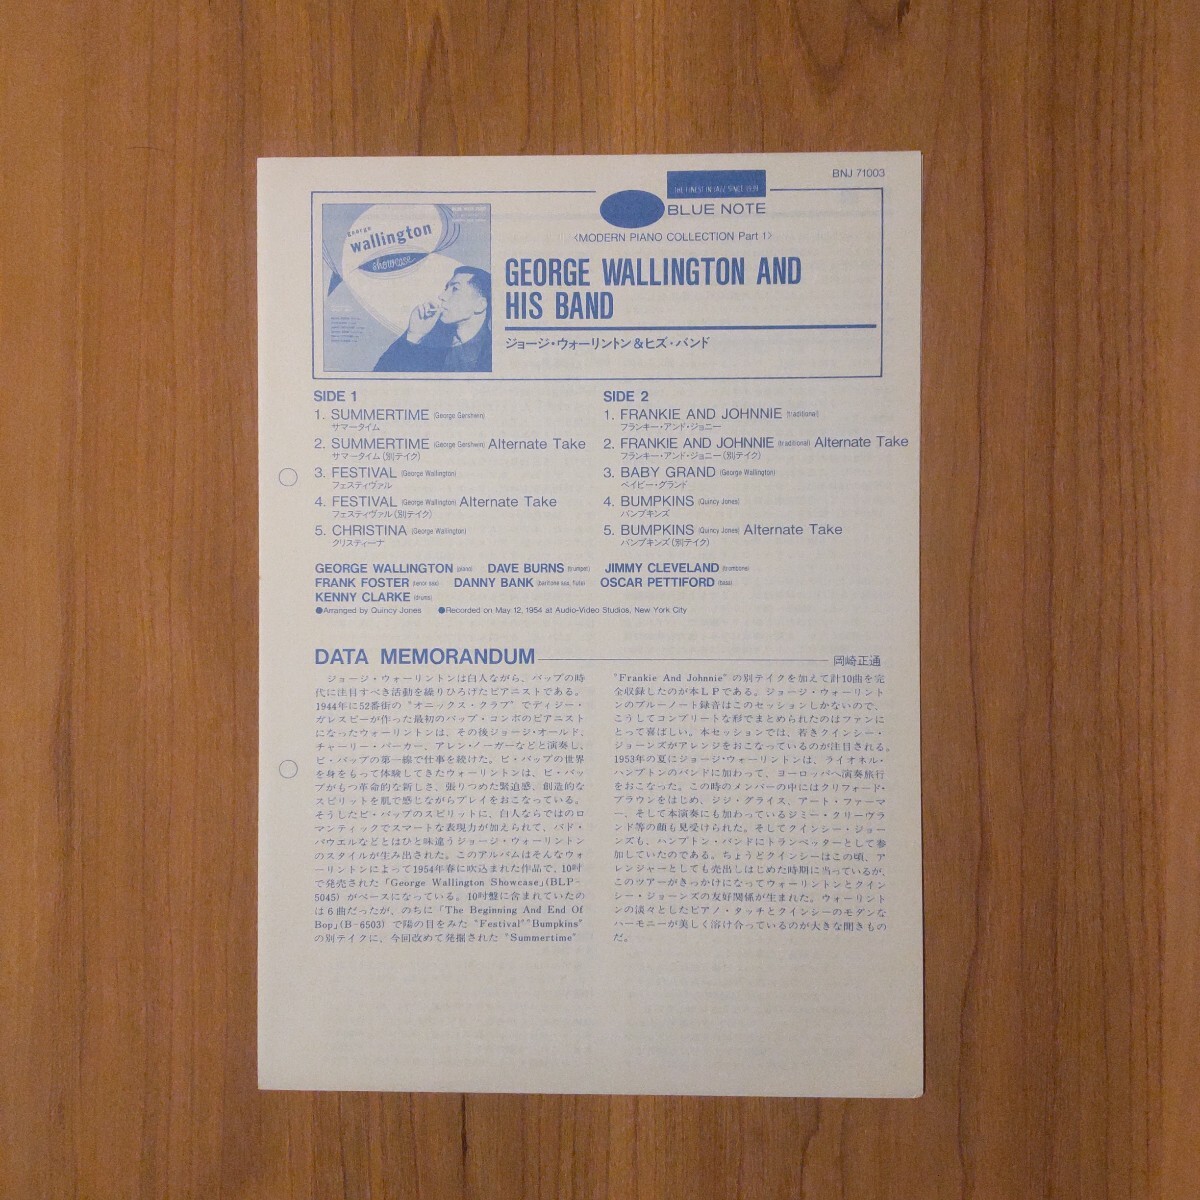 BNJ 71003
THE FINEST IN JAZZ SINCE 1939
BLUE NOTE
〈MODERN PIANO COLLECTION Part 1〉
george
wallington
showcase
GEORGE WALLINGTON AND
HIS BAND
ジョージ・ウォーリントン&ヒズ・バンド
SIDE 1
1. SUMMERTIME (George Gershwin)
サマータイム
2. SUMMERTIME (George Gershwin) Alternate Take
サマータイム(別テイク)
3. FESTIVAL (George Wallington)
フェスティヴァル
4. FESTIVAL (George Wallington) Alternate Take
フェスティヴァル(別テイク)
5. CHRISTINA (George Wallington)
クリスティーナ
SIDE 2
1. FRANKIE AND JOHNNIE (traditional)
フランキー・アンド・ジョニー
2. FRANKIE AND JOHNNIE (traditional) Alternate Take
フランキー・アンド・ジョニー(別テイク)
3. BABY GRAND (George Wallington)
ベイビー・グランド
4. BUMPKINS (Quincy Jones)
バンプキンズ
5. BUMPKINS (Quincy Jones) Alternate Take
バンプキンズ(別テイク)
GEORGE WALLINGTON (piano) DAVE BURNS (trumpet) JIMMY CLEVELAND (trombone)
FRANK FOSTER (tenor sax) DANNY BANK (baritone sax, flute) OSCAR PETTIFORD (bass)
KENNY CLARKE (drums)
●Arranged by Quincy Jones ●Recorded on May 12, 1954 at Audio-Video Studios, New York City
DATA MEMORANDUM
岡崎正通
ジョージ・ウォーリントンは白人ながら、バップの時
代に注目すべき活動を繰りひろげたピアニストである。
1944年に52番街の“オニックス・クラブ”でディジー・
ガレスピーが作った最初のバップ・コンボのピアニスト
になったウォーリントンは、その後ジョージ・オールド、
チャーリー・パーカー、アレン・ノーガーなどと演奏し、
ビ・バップの第一線で仕事を続けた。ビ・バップの世界
を身をもって体験してきたウォーリントンは、ビ・バッ
プがもつ革命的な新しさ、張りつめた緊迫感、創造的な
スピリットを肌で感じながらプレイをおこなっている。
そうしたビ・バップのスピリットに、白人ならではのロ
マンティックでスマートな表現力が加えられて、バド・
パウエルなどとはひと味違うジョージ・ウォーリントン
のスタイルが生み出された。このアルバムはそんなウォ
ーリントンによって1954年春に吹込まれた作品で、10吋
で発売された「George Wallington Showcase」(BLP-
5045)がベースになっている。10吋盤に含まれていたの
は6曲だったが、のちに「The Beginning And End Of
Bop」(B-6503)で陽の目をみた“Festival”“Bumpkins”
の別テイクに、今回改めて発掘された“Summertime”
“Frankie And Johnnie”の別テイクを加えて計10曲を完
全収録したのが本LPである。ジョージ・ウォーリント
ンのブルーノート録音はこのセッションしかないので、
こうしてコンプリートな形でまとめられたのはファンに
とって喜ばしい。本セッションでは、若きクインシー・
ジョーンズがアレンジをおこなっているのが注目される。
1953年の夏にジョージ・ウォーリントンは、ライオネル・
ハンプトンのバンドに加わって、ヨーロッパへ演奏旅行
をおこなった。この時のメンバーの中にはクリフォード・
ブラウンをはじめ、ジジ・グライス、アート・ファーマ
ー、そして本演奏にも加わっているジミー・クリーヴラ
ンド等の顔も見受けられた。そしてクインシー・ジョー
ンズも、ハンプトン・バンドにトランペッターとして参
加していたのである。ちょうどクインシーはこの頃、ア
レンジャーとしても売出しはじめた時期に当っているが、
このツアーがきっかけになってウォーリントンとクイン
シー・ジョーンズの友好関係が生まれた。ウォーリント
ンの淡々としたピアノ・タッチとクインシーのモダンな
ハーモニーが美しく溶け合っているのが大きな聞きもの
だ。